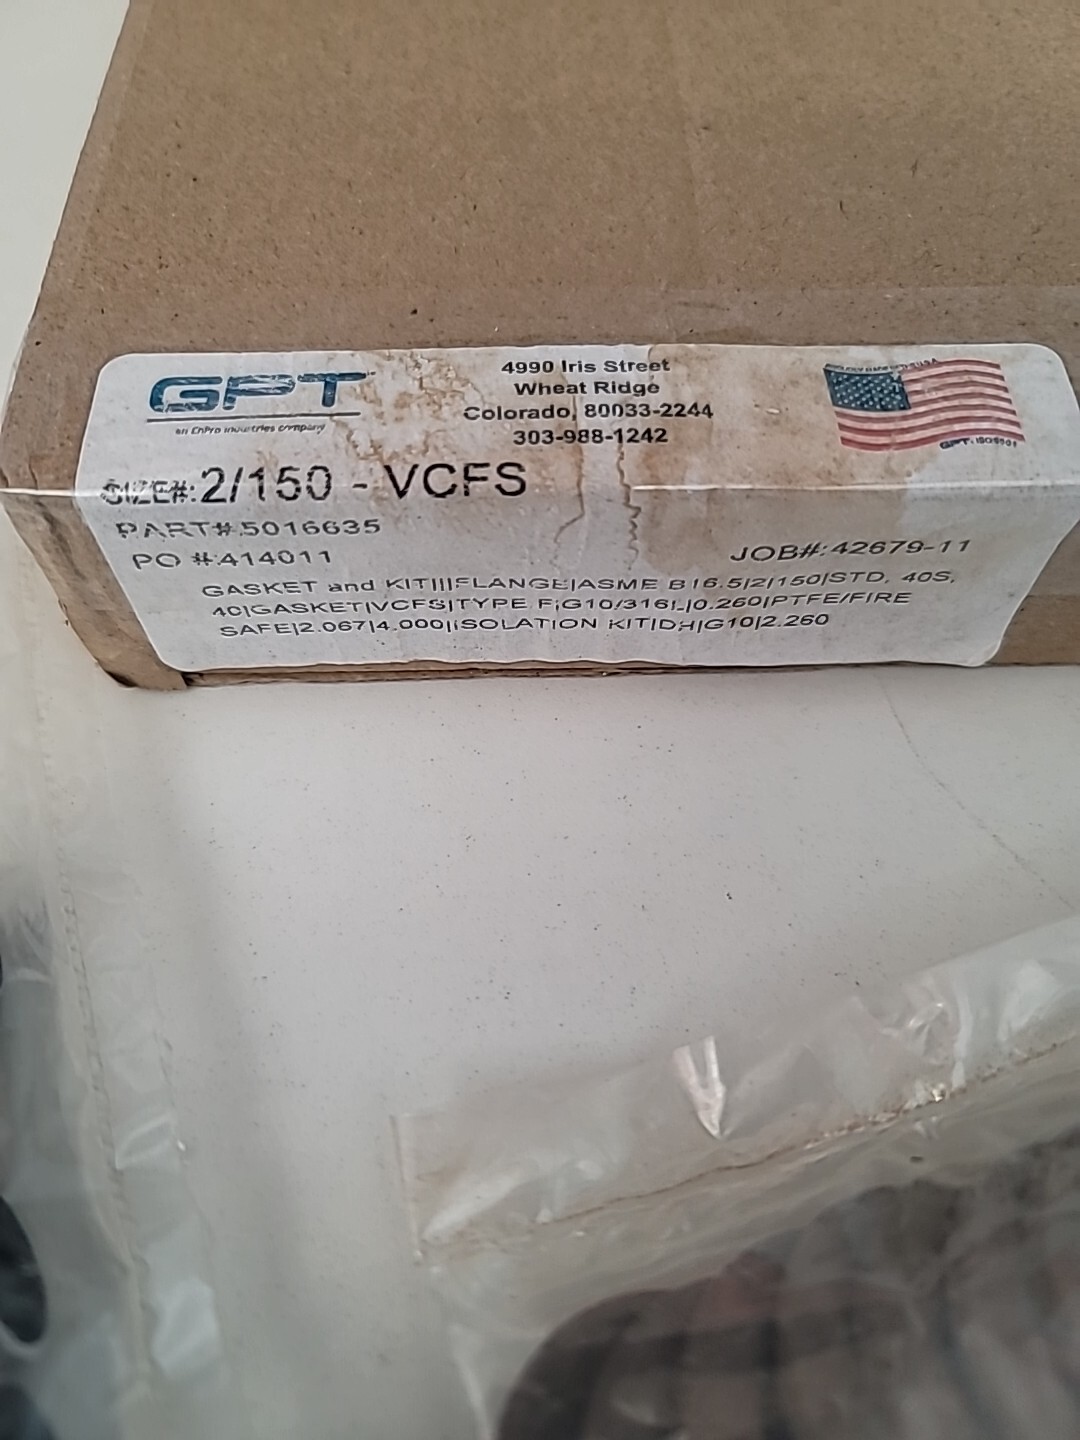 GPT
an EnPro Industries company
4990 Iris Street
Wheat Ridge
Colorado, 80033-2244
303-988-1242
GPT: ISO9001
SIZE#:2/150 - VCFS
PART#:5016635
PO #:414011
JOB#:42679-11
GASKET and KIT|||FLANGE|ASME B16.5|2|150|STD, 40S,
40|GASKET|VCFS|TYPE F|G10/316L|0.260|PTFE/FIRE
SAFE|2.067|4.000|ISOLATION KIT|DH|G10|2.260